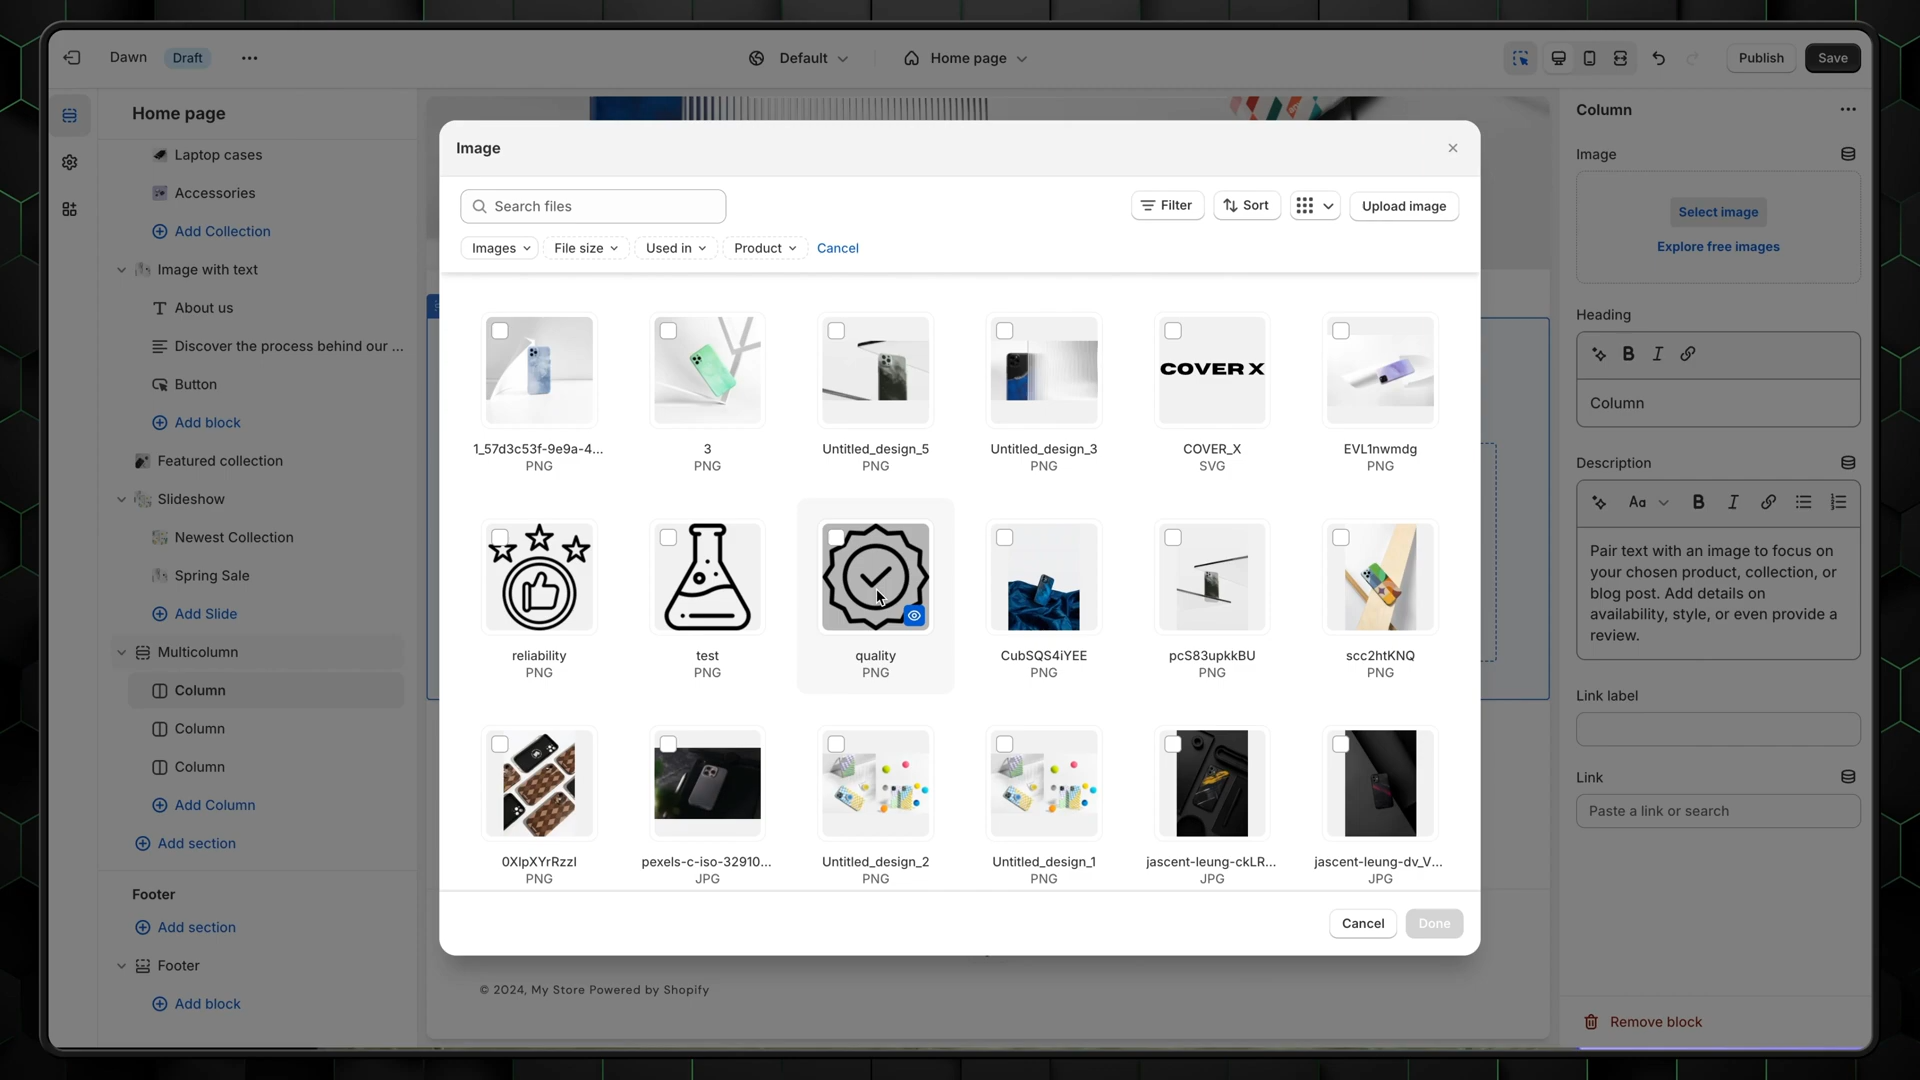 Dawn
Draft
Default
Home page
Publish
Save
Home page
Laptop cases
Accessories
Add Collection
Image with text
About us
Discover the process behind our ...
Button
Add block
Featured collection
Slideshow
Newest Collection
Spring Sale
Add Slide
Multicolumn
Column
Column
Column
Add Column
Add section
Footer
Add section
Footer
Add block
Image
Search files
Filter
Sort
Upload image
Images
File size
Used in
Product
Cancel
COVER X
1_57d3c53f-9e9a-4...
PNG
3
PNG
Untitled_design_5
PNG
Untitled_design_3
PNG
COVER_X
SVG
EVL1nwmdg
PNG
reliability
PNG
test
PNG
quality
PNG
CubSQS4iYEE
PNG
pcS83upkkBU
PNG
scc2htKNQ
PNG
0XlpXYrRzzI
PNG
pexels-c-iso-32910...
JPG
Untitled_design_2
PNG
Untitled_design_1
PNG
jascent-leung-ckLR...
JPG
jascent-leung-dv_V...
JPG
Cancel
Done
© 2024, My Store Powered by Shopify
Column
Image
Select image
Explore free images
Heading
B I
Column
Description
Aa B I
Pair text with an image to focus on
your chosen product, collection, or
blog post. Add details on
availability, style, or even provide a
review.
Link label
Link
Paste a link or search
Remove block